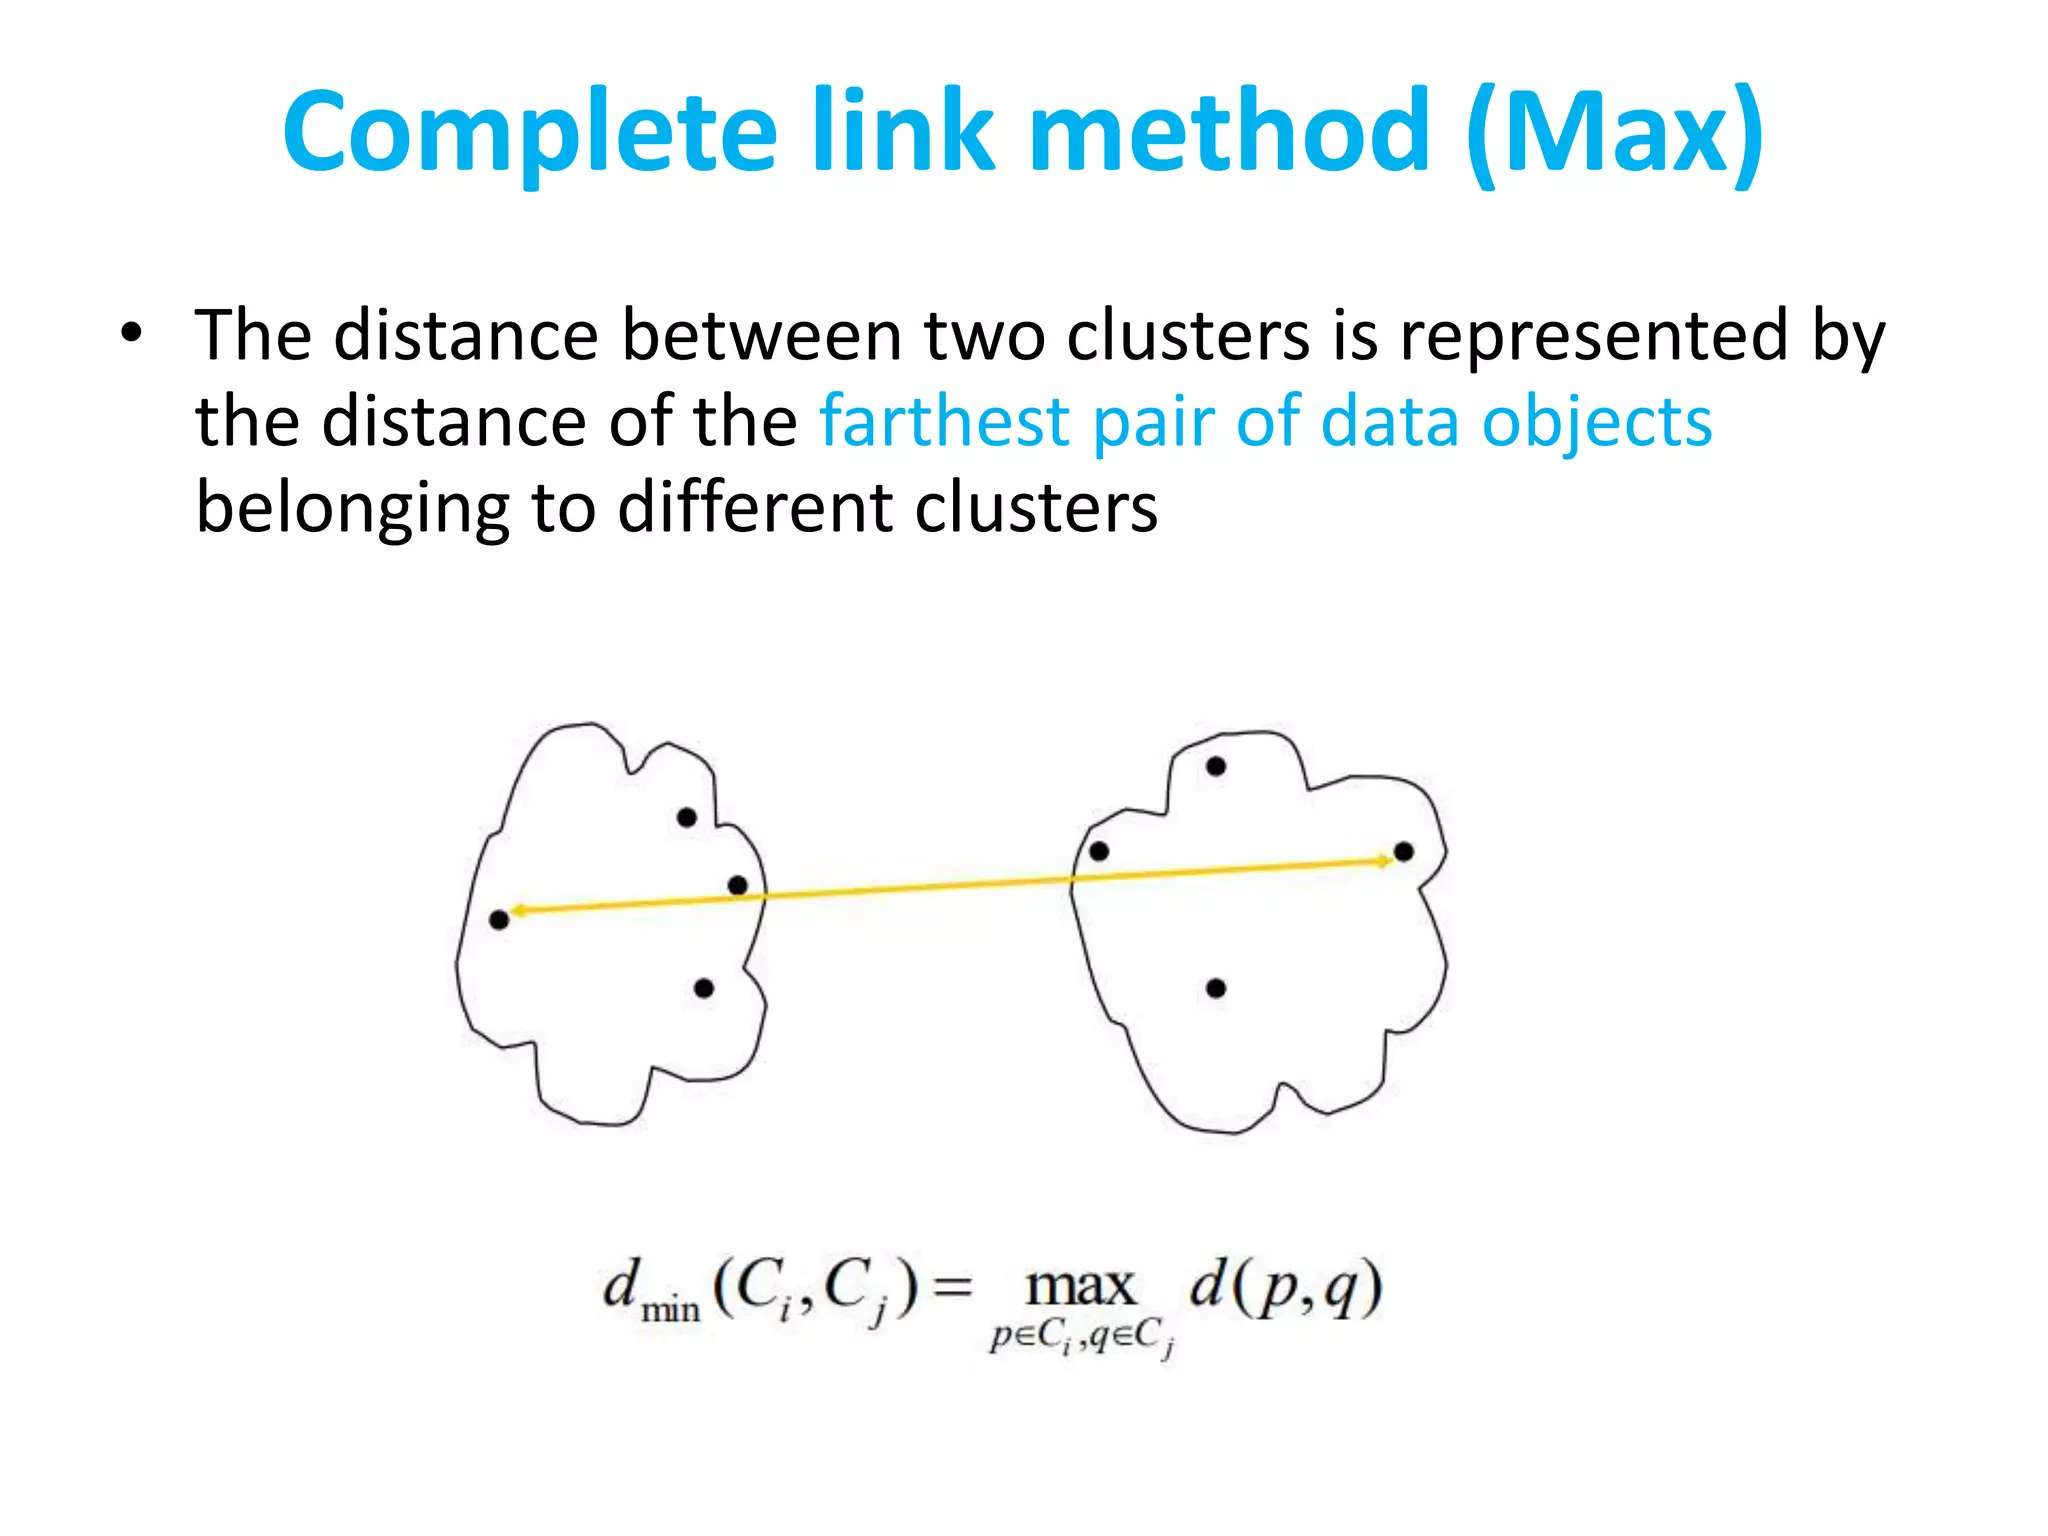 Complete link method (Max)
• The distance between two clusters is represented by
the distance of the farthest pair of data objects
belonging to different clusters
d_min (C_i, C_j) = max_{p∈C_i, q∈C_j} d(p, q)